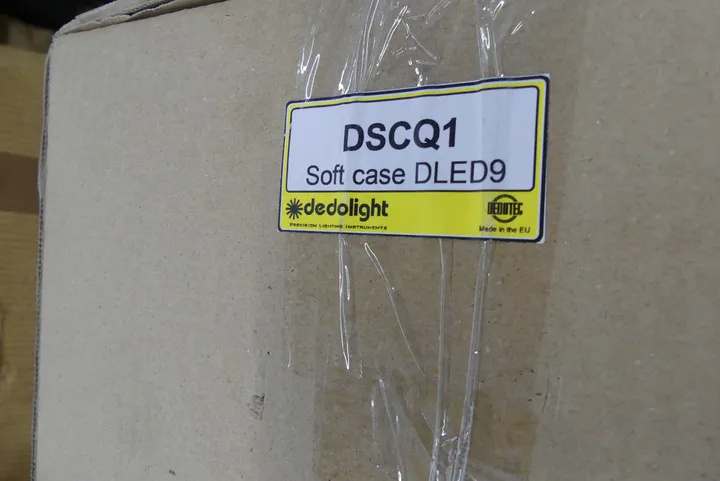 DSCQ1
Soft case DLED9
dedolight
PRECISION LIGHTING INSTRUMENTS
DEDOTEC
Made in the EU